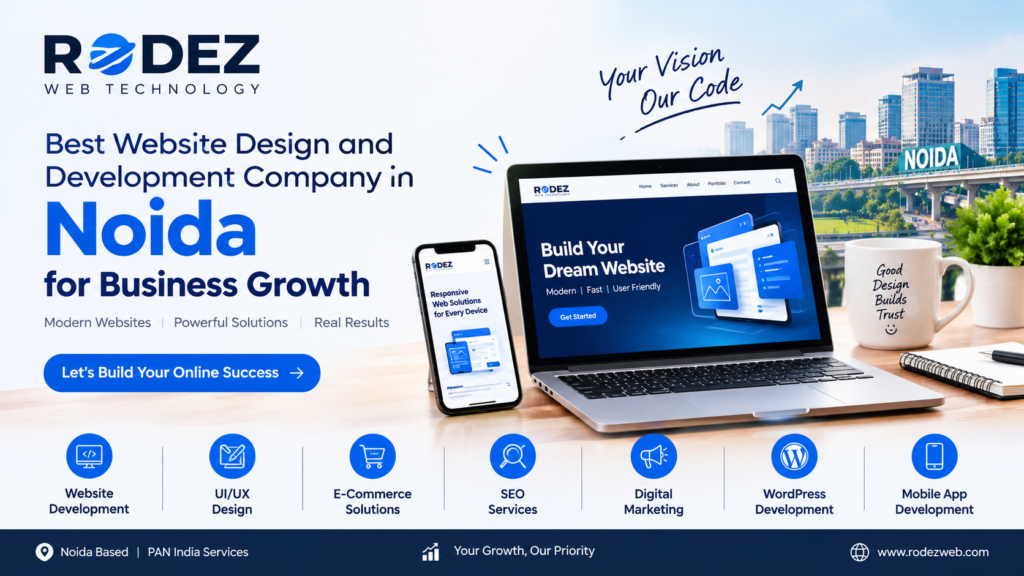 RODEZ
WEB TECHNOLOGY
Best Website Design and
Development Company in
Noida
for Business Growth
Modern Websites | Powerful Solutions | Real Results
Let's Build Your Online Success →
Your Vision
Our Code
NOIDA
RODEZ
WEB TECHNOLOGY
Home Services About Portfolio Contact
Build Your
Dream Website
Modern | Fast | User Friendly
Get Started
RODEZ
Responsive
Web Solutions
for Every Device
Good
Design
Builds
Trust
Website
Development
UI/UX
Design
E-Commerce
Solutions
SEO
Services
Digital
Marketing
WordPress
Development
Mobile App
Development
Noida Based | PAN India Services
Your Growth, Our Priority
www.rodezweb.com